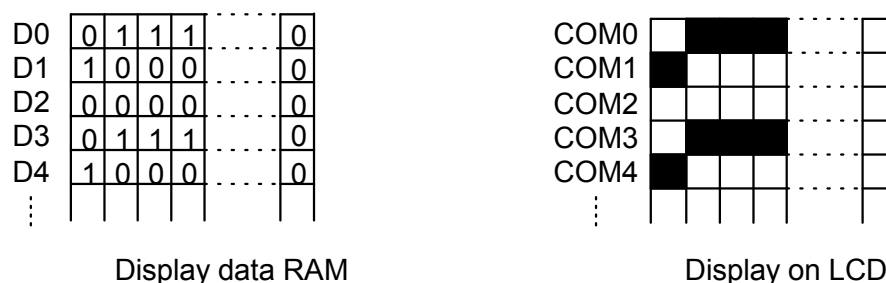 D0 0 1 1 1 0 COM0
D1 1 0 0 0 0 COM1
D2 0 0 0 0 0 COM2
D3 0 1 1 1 0 COM3
D4 1 0 0 0 0 COM4
Display data RAM Display on LCD